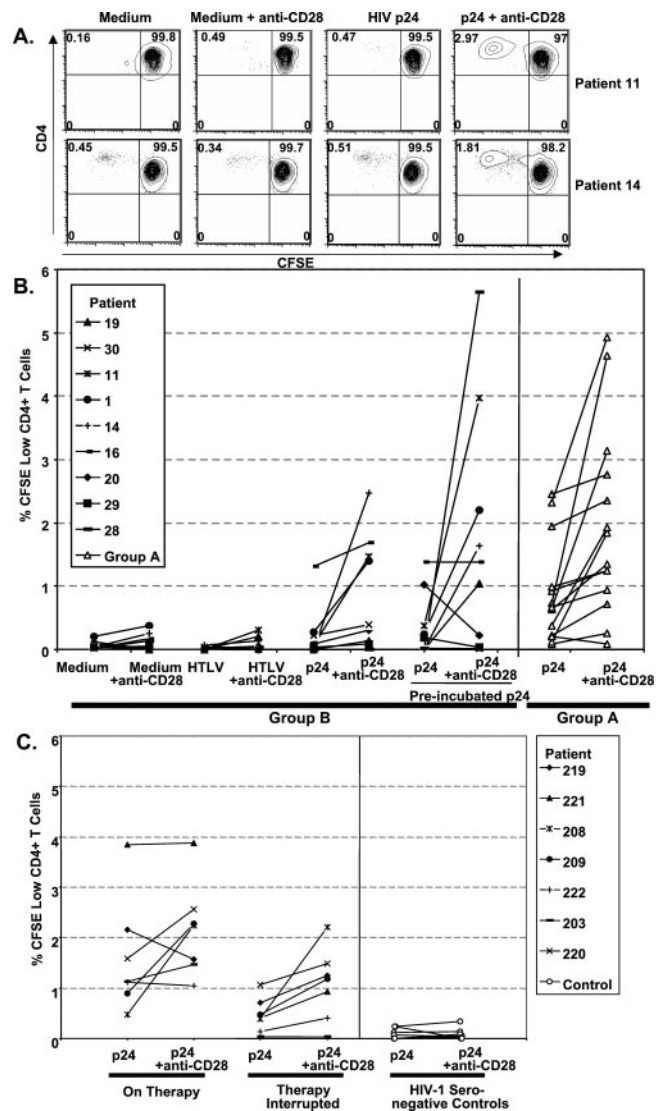 A.
Medium Medium + anti-CD28 HIV p24 p24 + anti-CD28
0.16 99.8 0.49 99.5 0.47 99.5 2.97 97
0 0 0 0 0 0 0 0
Patient 11
0.45 99.5 0.34 99.7 0.51 99.5 1.81 98.2
0 0 0 0 0 0 0 0
Patient 14
CD4
CFSE
B.
% CFSE Low CD4+ T Cells
6
5
4
3
2
1
0
Patient
19
30
11
1
14
16
20
29
28
Group A
Medium Medium +anti-CD28 HTLV HTLV +anti-CD28 p24 p24 +anti-CD28 p24 p24 +anti-CD28 p24 p24 +anti-CD28
Pre-incubated p24
Group B Group A
C.
% CFSE Low CD4+ T Cells
6
5
4
3
2
1
0
Patient
219
221
208
209
222
203
220
Control
p24 p24 +anti-CD28 p24 p24 +anti-CD28 p24 p24 +anti-CD28
On Therapy
Therapy Interrupted
HIV-1 Sero-
negative Controls